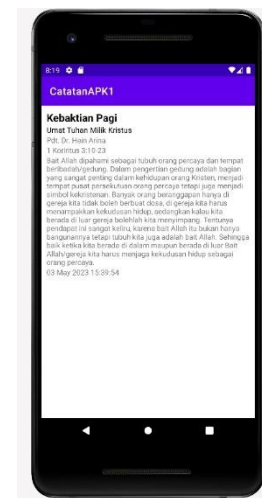 8:19
CatatanAPK1
Kebaktian Pagi
Umat Tuhan Milik Kristus
Pdt. Dr. Hein Arina
1 Korintus 3:10-23
Bait Allah dipahami sebagai tubuh orang percaya dan tempat
beribadah/gedung. Dalam pengertian gedung adalah bagian
yang sangat penting dalam kehidupan orang Kristen, menjadi
tempat pusat persekutuan orang percaya tetapi juga menjadi
simbol kekristenan. Banyak orang beranggapan hanya di
gereja kita tidak boleh berbuat dosa, di gereja kita harus
menampakkan kekudusan hidup, sedangkan kalau kita
berada di luar gereja bolehlah kita menyimpang. Tentunya
pendapat ini sangat keliru, karena bait Allah itu bukan hanya
bangunannya tetapi tubuh kita juga adalah bait Allah. Sehingga
baik ketika kita berada di dalam maupun berada di luar Bait
Allah/gereja kita harus menjaga kekudusan hidup sebagai
orang percaya.
03 May 2023 15:39:54